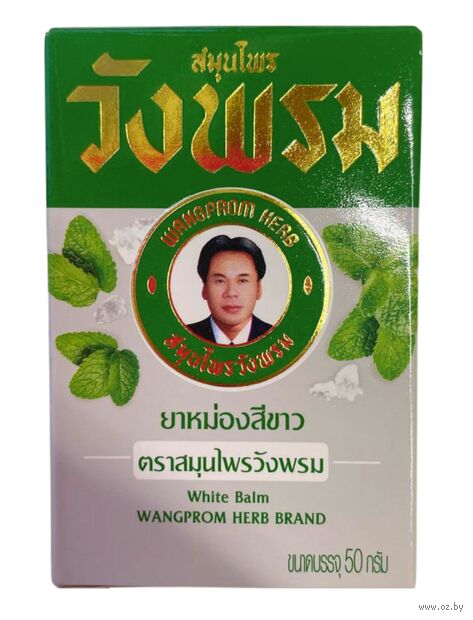 สมุนไพร
วังพรม
WANGPROM HERB
สมุนไพรวังพรม
ยาหม่องสีขาว
ตราสมุนไพรวังพรม
White Balm
WANGPROM HERB BRAND
ขนาดบรรจุ 50 กรัม
www.oz.by